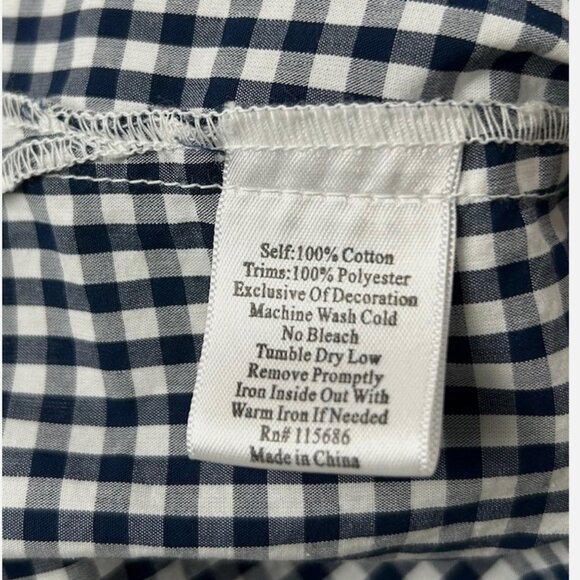 Self:100% Cotton
Trims:100% Polyester
Exclusive Of Decoration
Machine Wash Cold
No Bleach
Tumble Dry Low
Remove Promptly
Iron Inside Out With
Warm Iron If Needed
Rn# 115686
Made in China